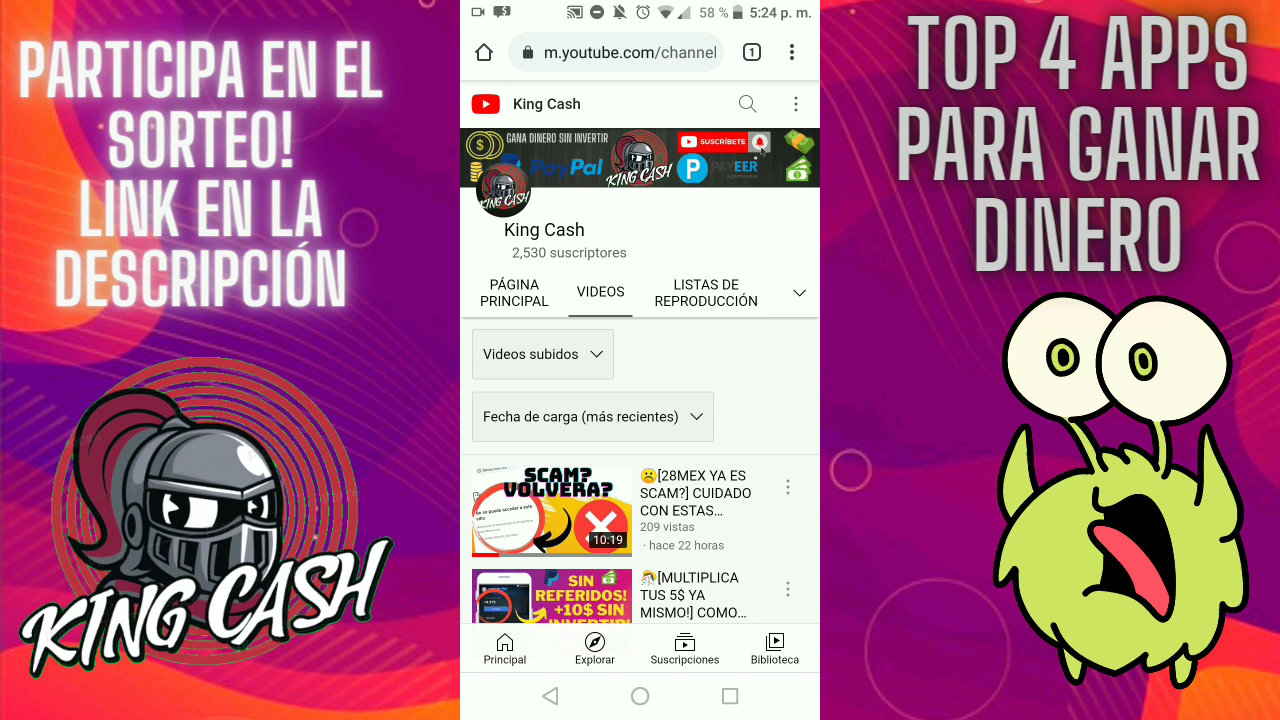 PARTICIPA EN EL
SORTEO!
LINK EN LA
DESCRIPCIÓN
KING CASH
58 %
5:24 p. m.
m.youtube.com/channel
1
King Cash
GANA DINERO SIN INVERTIR
SUSCRÍBETE
PayPal
KING CASH
P
PAYEER
KING CASH
King Cash
2,530 suscriptores
PÁGINA
PRINCIPAL
VIDEOS
LISTAS DE
REPRODUCCIÓN
Videos subidos
Fecha de carga (más recientes)
SCAM?
VOLVERA?
10:19
☹️[28MEX YA ES
SCAM?] CUIDADO
CON ESTAS...
209 vistas
· hace 22 horas
SIN
REFERIDOS!
+10$ SIN
INVERTIR!
[MULTIPLICA
TUS 5$ YA
MISMO!] COMO...
Principal
Explorar
Suscripciones
Biblioteca
TOP 4 APPS
PARA GANAR
DINERO